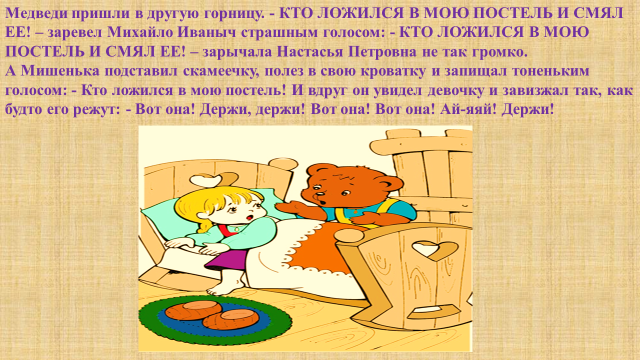 Медведи пришли в другую горницу. - КТО ЛОЖИЛСЯ В МОЮ ПОСТЕЛЬ И СМЯЛ
ЕЕ! – заревел Михайло Иваныч страшным голосом: - КТО ЛОЖИЛСЯ В МОЮ
ПОСТЕЛЬ И СМЯЛ ЕЕ! – зарычала Настасья Петровна не так громко.
А Мишенька подставил скамеечку, полез в свою кроватку и запищал тоненьким
голосом: - Кто ложился в мою постель! И вдруг он увидел девочку и завизжал так, как
будто его режут: - Вот она! Держи, держи! Вот она! Вот она! Ай-яяй! Держи!